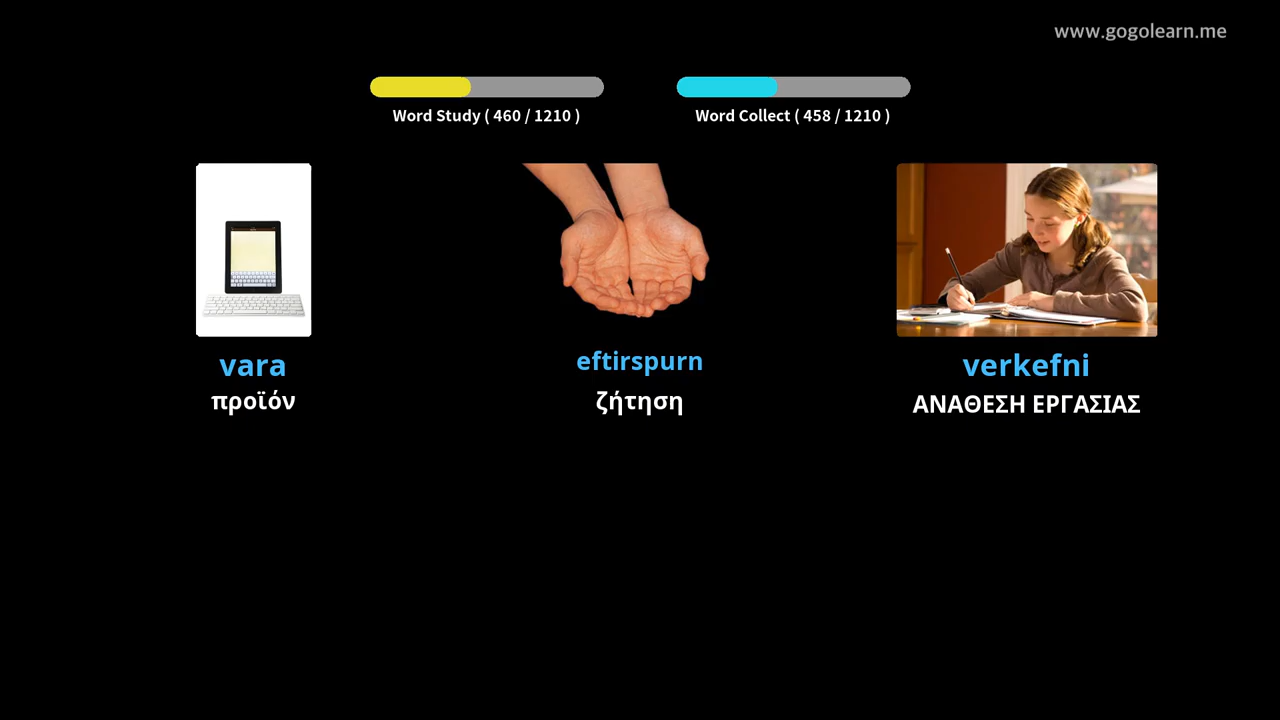 www.gogolearn.me
Word Study ( 460 / 1210 )
Word Collect ( 458 / 1210 )
vara
προϊόν
eftirspurn
ζήτηση
verkefni
ΑΝΑΘΕΣΗ ΕΡΓΑΣΙΑΣ